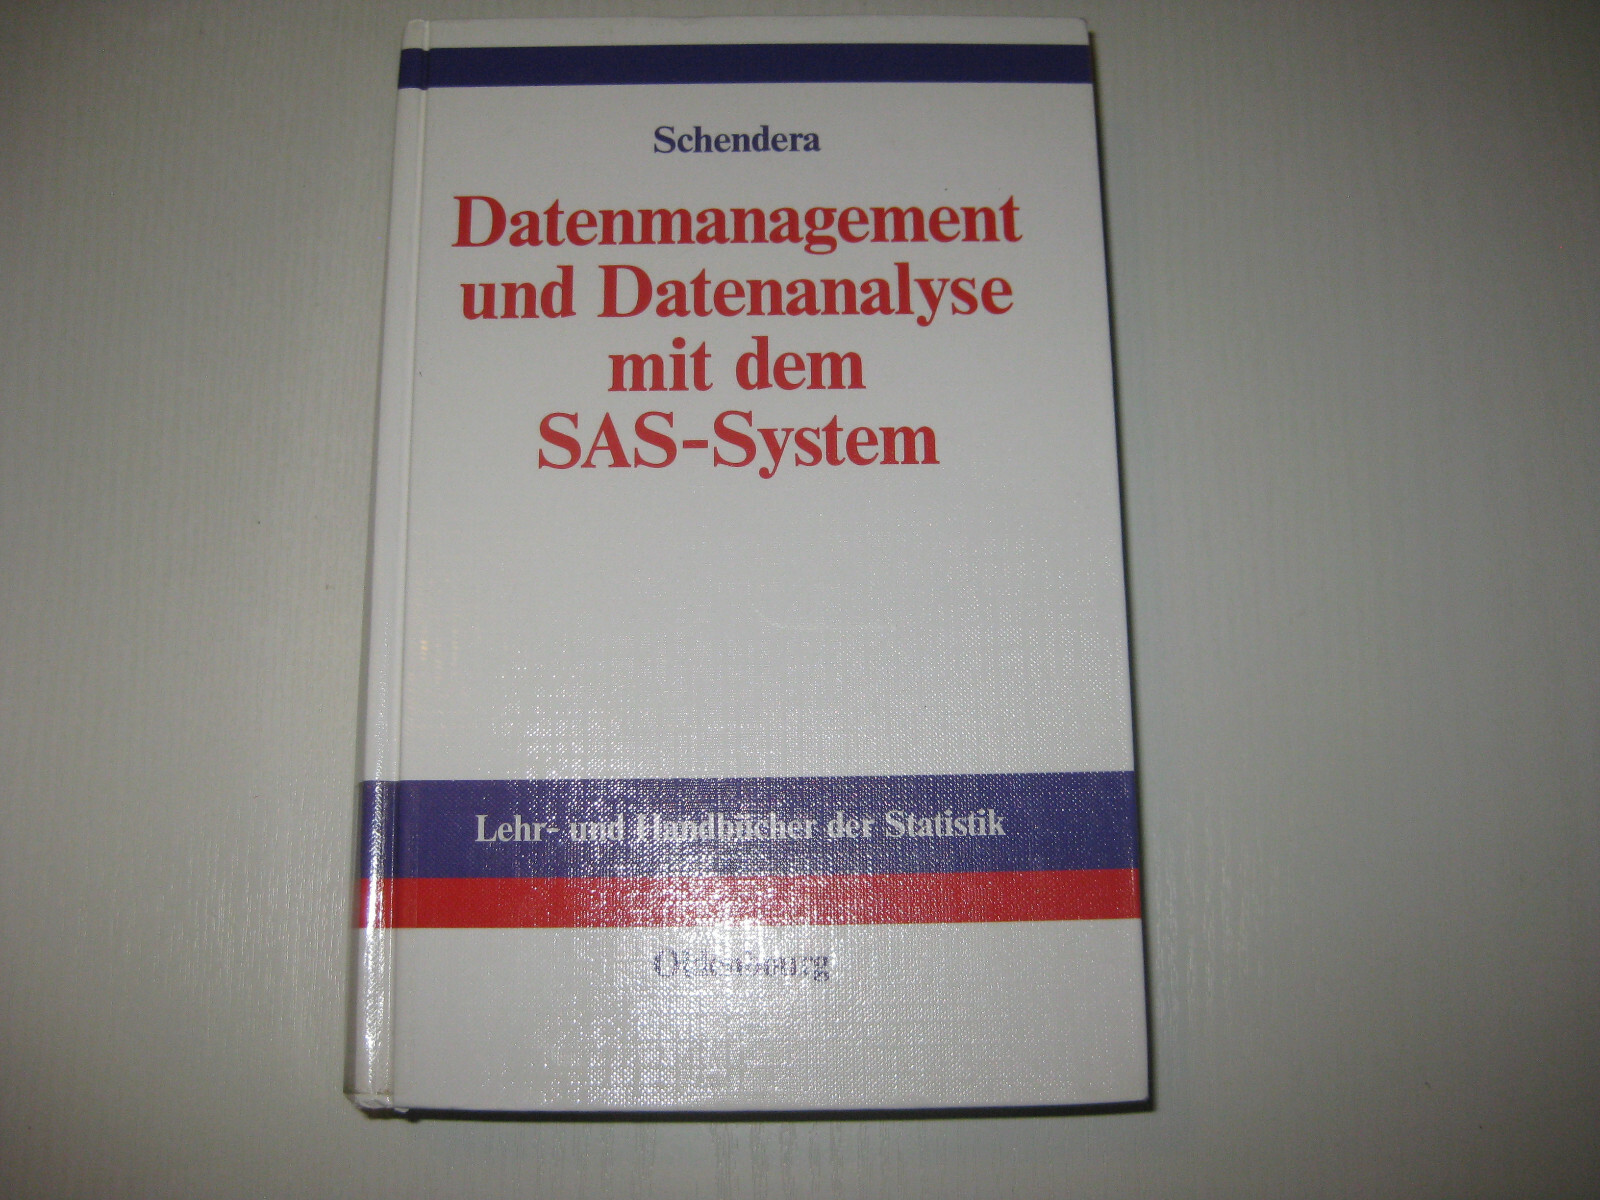 Schendera
Datenmanagement
und Datenanalyse
mit dem
SAS-System
Lehr- und Handbücher der Statistik
Oldenbourg